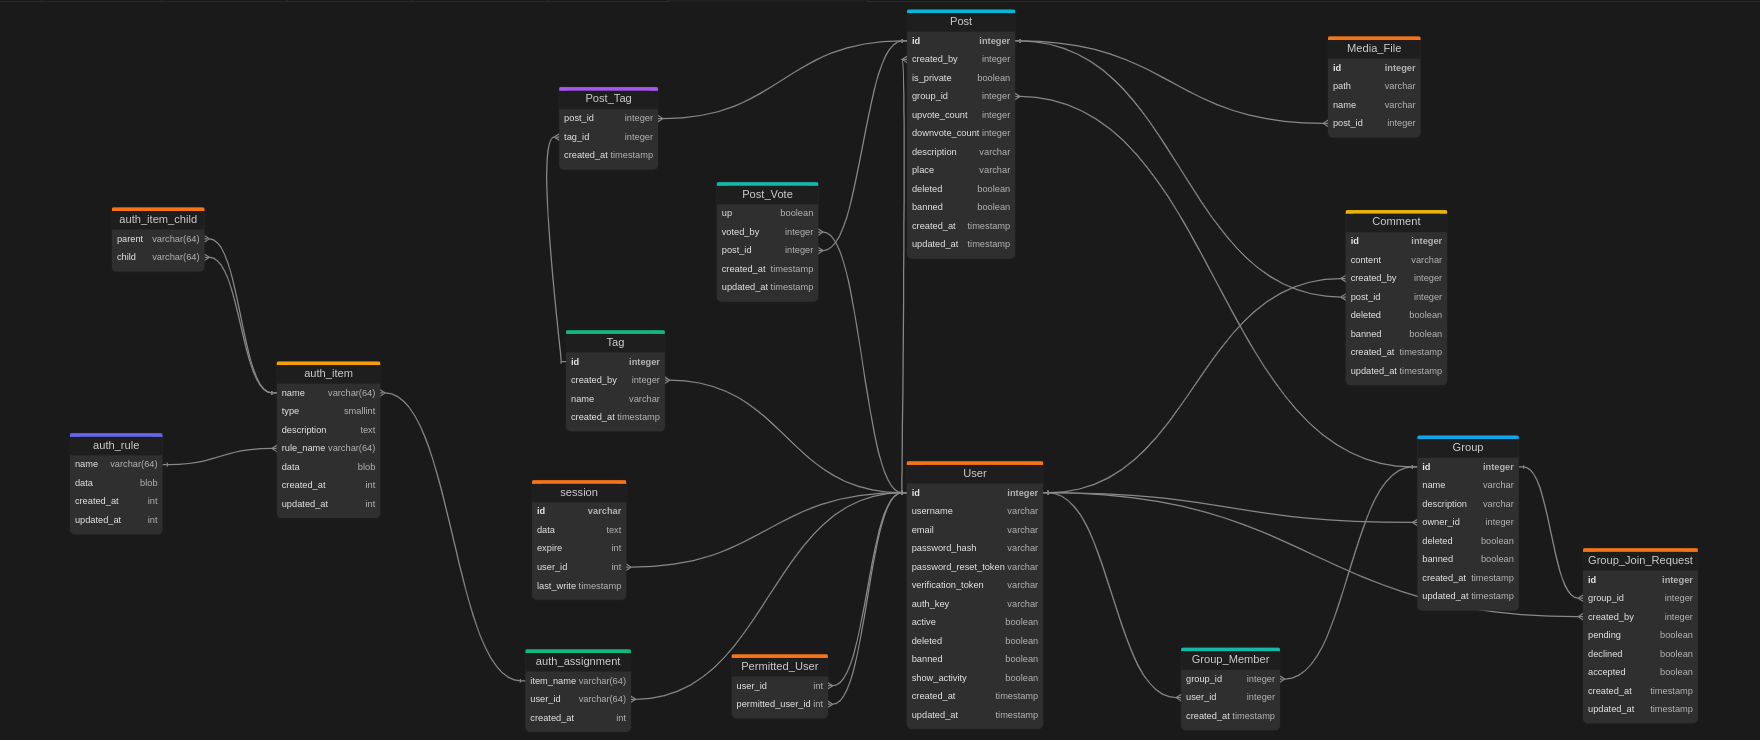 Post
id integer
created_by integer
is_private boolean
group_id integer
upvote_count integer
downvote_count integer
description varchar
place varchar
deleted boolean
banned boolean
created_at timestamp
updated_at timestamp
Media_File
id integer
path varchar
name varchar
post_id integer
Post_Tag
post_id integer
tag_id integer
created_at timestamp
Post_Vote
up boolean
voted_by integer
post_id integer
created_at timestamp
updated_at timestamp
auth_item_child
parent varchar(64)
child varchar(64)
Comment
id integer
content varchar
created_by integer
post_id integer
deleted boolean
banned boolean
created_at timestamp
updated_at timestamp
Tag
id integer
created_by integer
name varchar
created_at timestamp
auth_item
name varchar(64)
type smallint
description text
rule_name varchar(64)
data blob
created_at int
updated_at int
auth_rule
name varchar(64)
data blob
created_at int
updated_at int
Group
id integer
name varchar
description varchar
owner_id integer
deleted boolean
banned boolean
created_at timestamp
updated_at timestamp
User
id integer
username varchar
email varchar
password_hash varchar
password_reset_token varchar
verification_token varchar
auth_key varchar
active boolean
deleted boolean
banned boolean
show_activity boolean
created_at timestamp
updated_at timestamp
session
id varchar
data text
expire int
user_id int
last_write timestamp
Group_Join_Request
id integer
group_id integer
created_by integer
pending boolean
declined boolean
accepted boolean
created_at timestamp
updated_at timestamp
auth_assignment
item_name varchar(64)
user_id varchar(64)
created_at int
Permitted_User
user_id int
permitted_user_id int
Group_Member
group_id integer
user_id integer
created_at timestamp